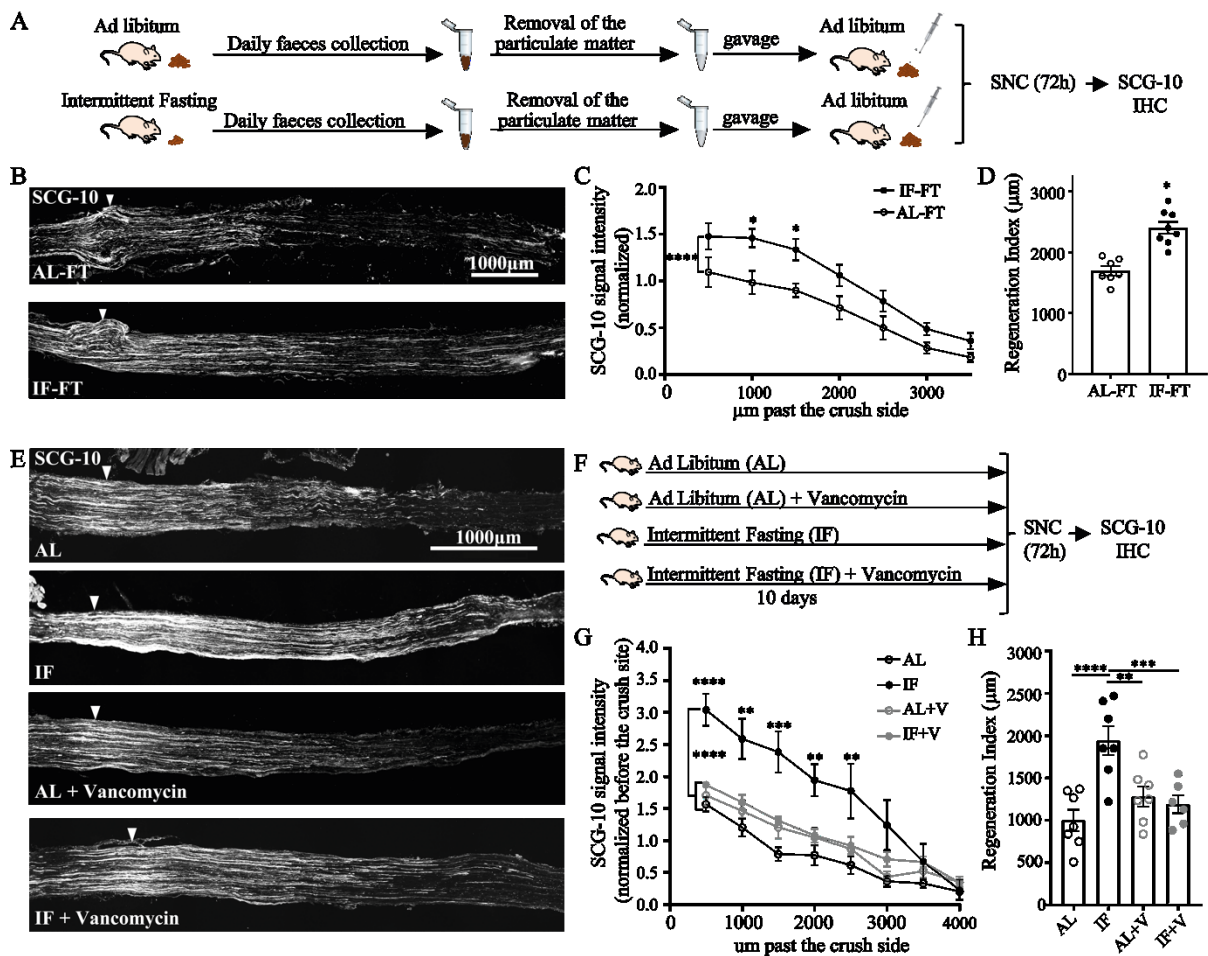 A
Ad libitum
Daily faeces collection
Removal of the
particulate matter
gavage
Ad libitum
Intermittent Fasting
Daily faeces collection
Removal of the
particulate matter
gavage
Ad libitum
SNC (72h)
SCG-10
IHC
B
SCG-10
AL-FT
1000μm
IF-FT
C
SCG-10 signal intensity
(normalized)
2.0
1.5
1.0
0.5
0.0
IF-FT
AL-FT
*
*
****
1000
2000
3000
μm past the crush side
D
Regeneration Index (μm)
3000
2000
1000
0
*
AL-FT
IF-FT
E
SCG-10
AL
1000μm
IF
AL + Vancomycin
IF + Vancomycin
F
Ad Libitum (AL)
Ad Libitum (AL) + Vancomycin
Intermittent Fasting (IF)
Intermittent Fasting (IF) + Vancomycin
10 days
SNC
(72h)
SCG-10
IHC
G
SCG-10 signal intensity
(normalized before the crush site)
4.0
3.5
3.0
2.5
2.0
1.5
1.0
0.5
0.0
AL
IF
AL+V
IF+V
****
**
***
**
**
****
0
1000
2000
3000
4000
um past the crush side
H
Regeneration Index (μm)
3000
2500
2000
1500
1000
500
0
****
***
**
AL
IF
AL+V
IF+V